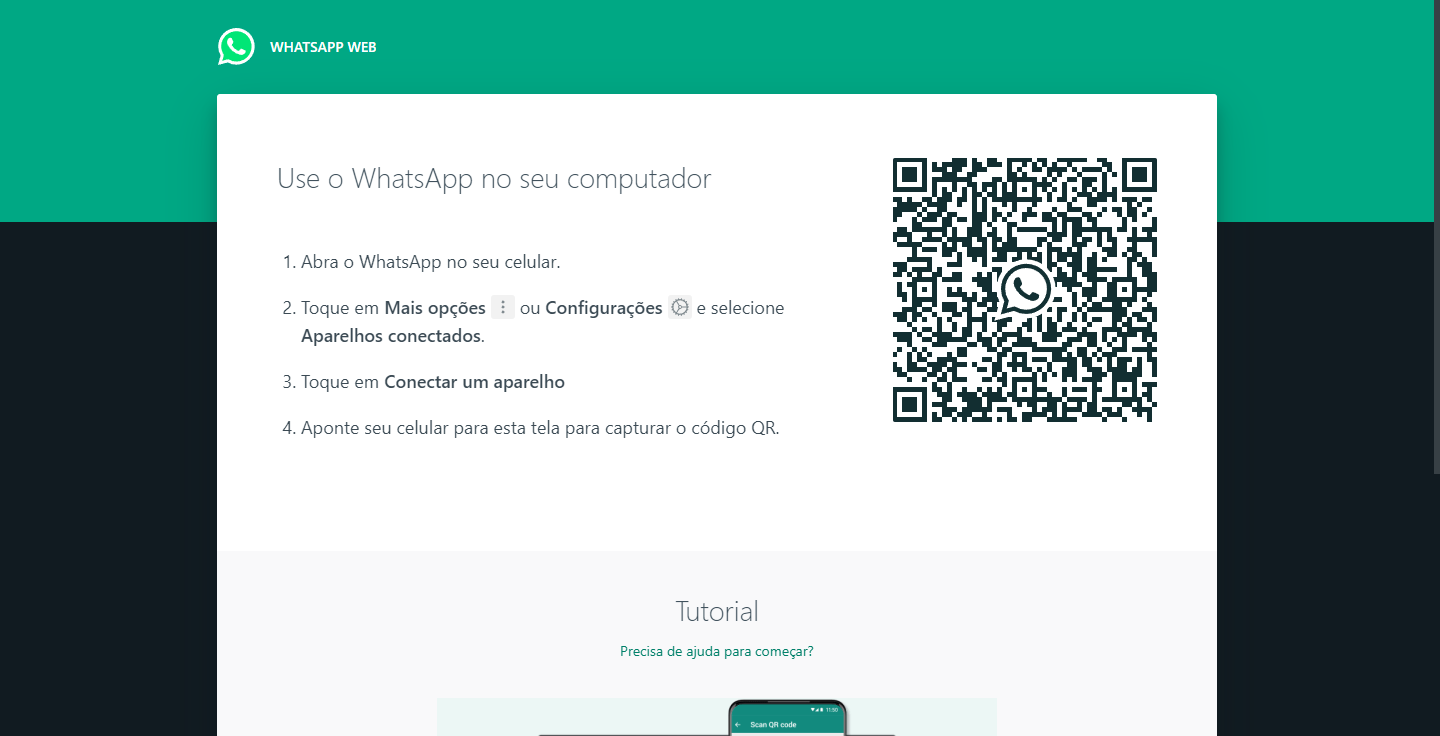 WHATSAPP WEB
Use o WhatsApp no seu computador
1. Abra o WhatsApp no seu celular.
2. Toque em Mais opções ou Configurações e selecione
Aparelhos conectados.
3. Toque em Conectar um aparelho
4. Aponte seu celular para esta tela para capturar o código QR.
Tutorial
Precisa de ajuda para começar?
11:50
Scan QR code